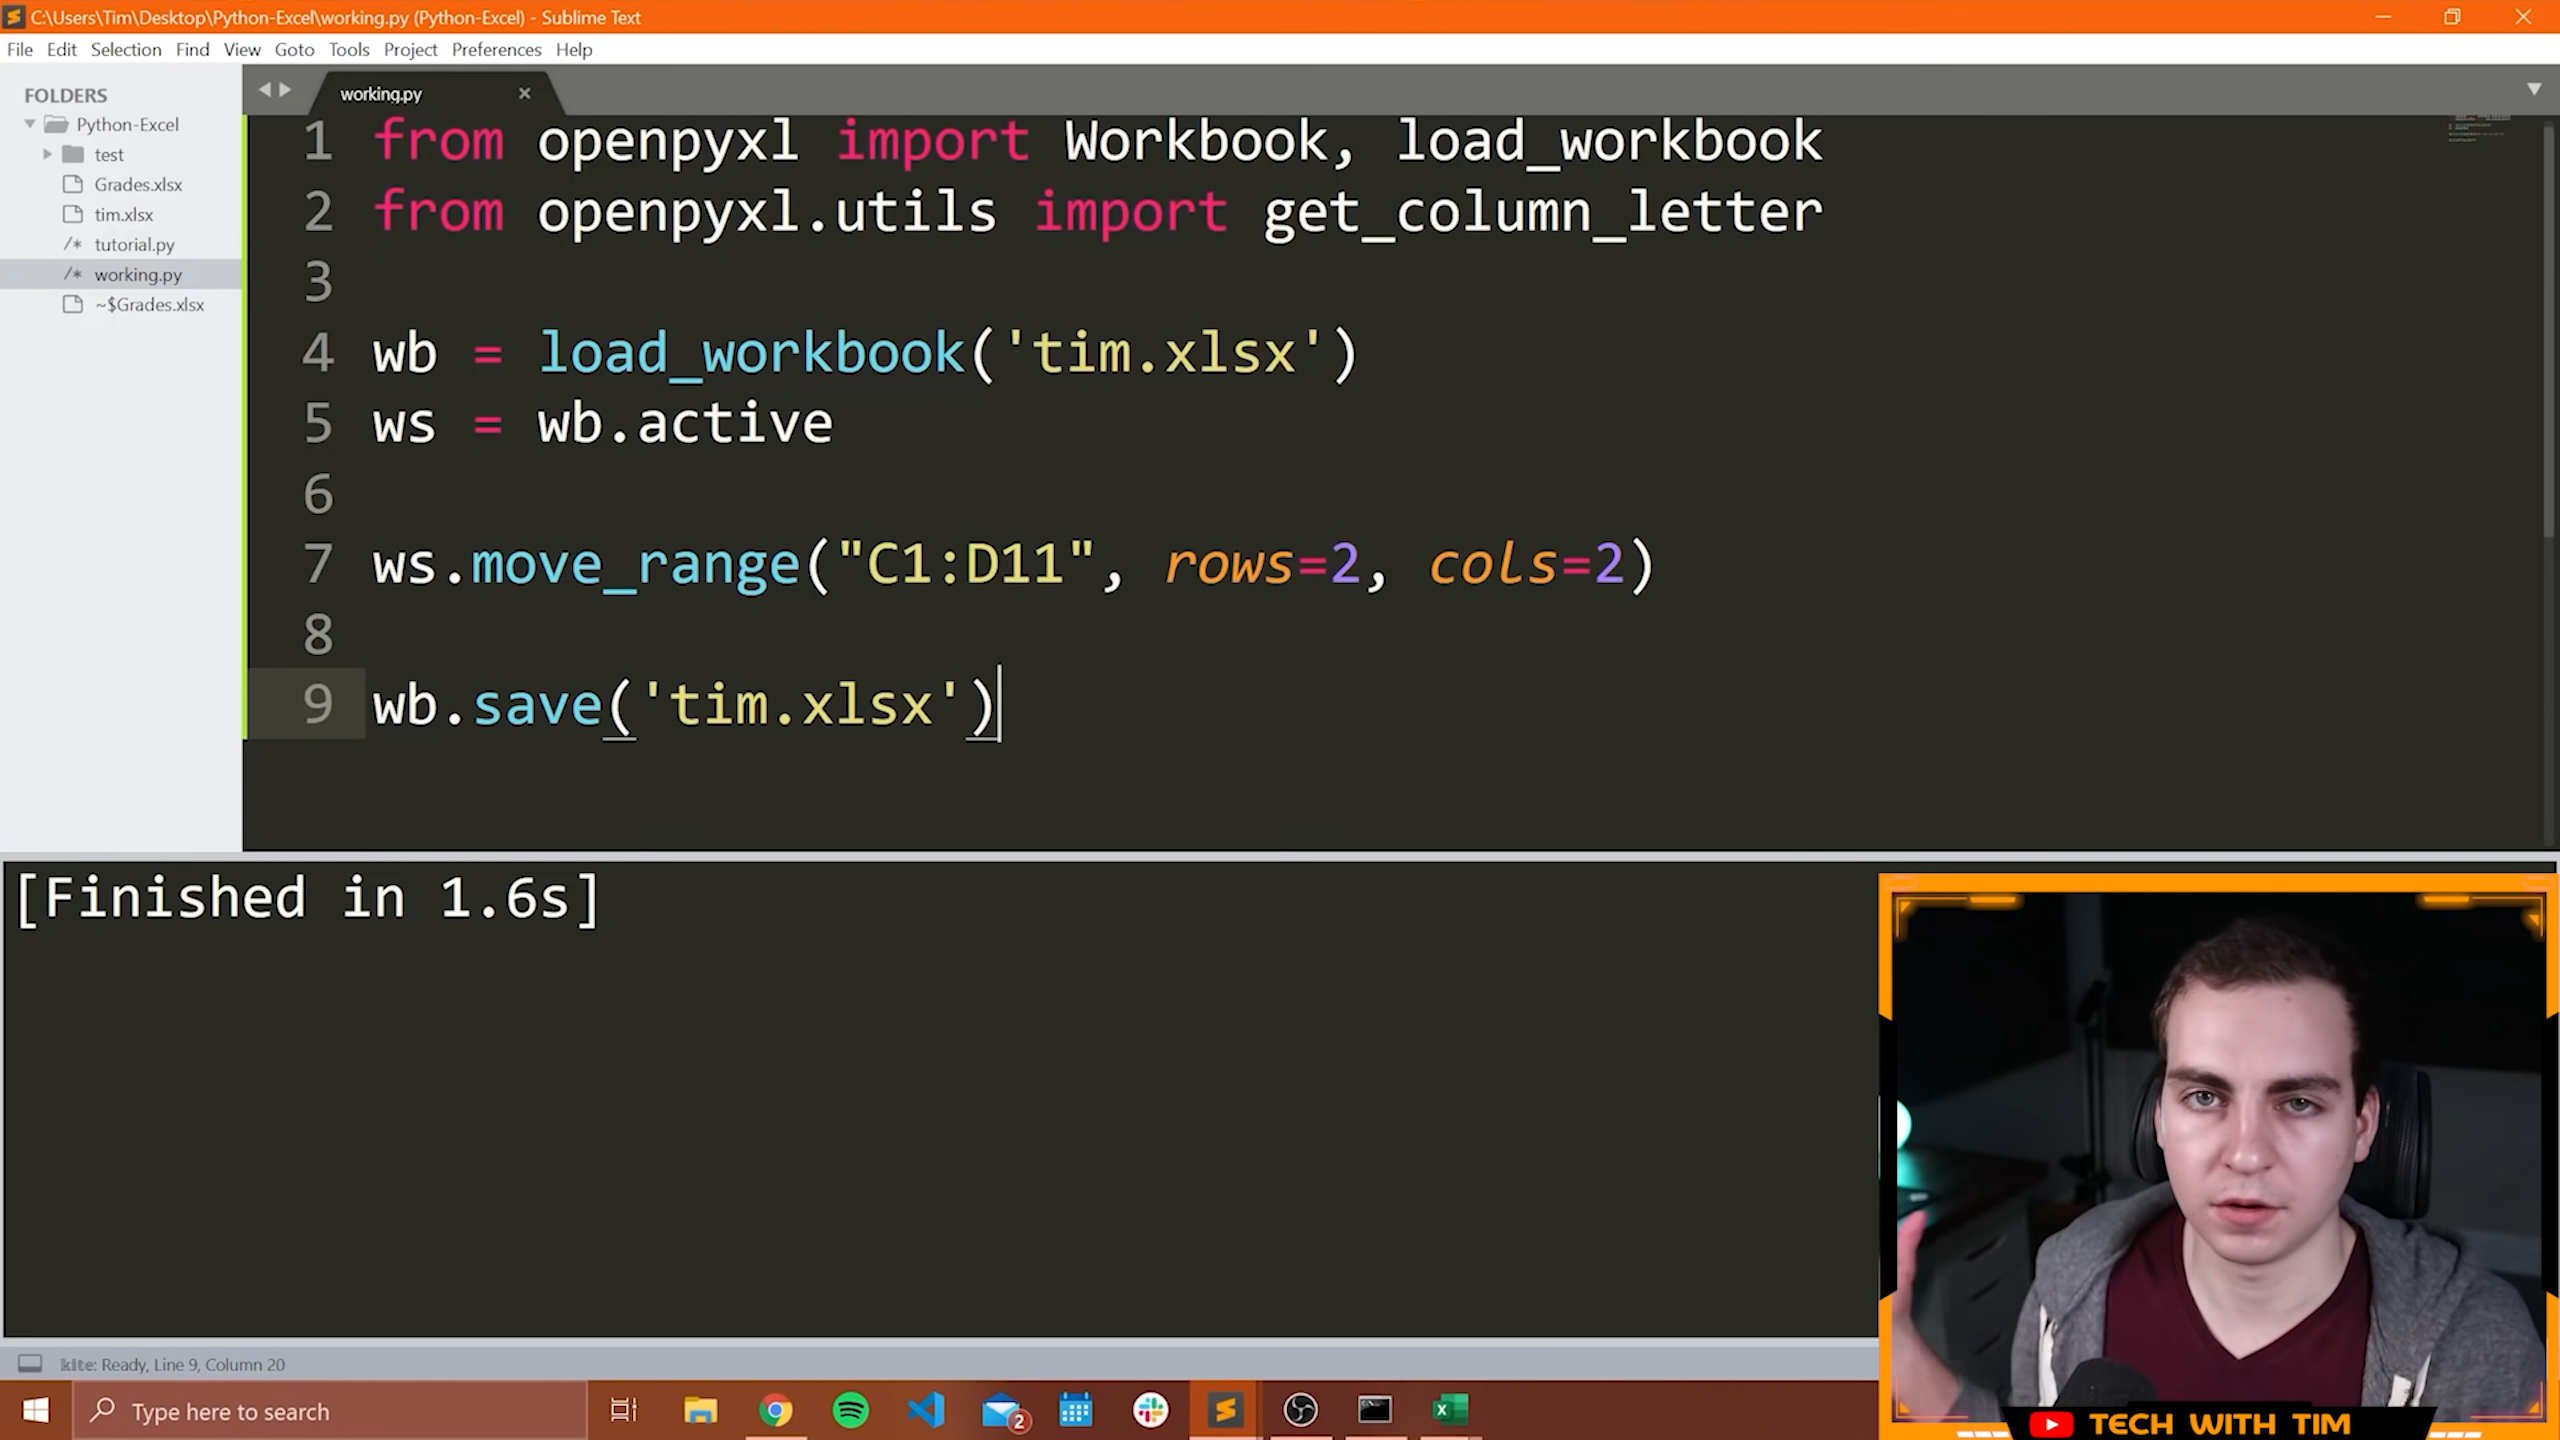 C:\Users\Tim\Desktop\Python-Excel\working.py (Python-Excel) - Sublime Text
File Edit Selection Find View Goto Tools Project Preferences Help
FOLDERS
Python-Excel
test
Grades.xlsx
tim.xlsx
/* tutorial.py
/* working.py
~$Grades.xlsx
working.py
1 from openpyxl import Workbook, load_workbook
2 from openpyxl.utils import get_column_letter
3
4 wb = load_workbook('tim.xlsx')
5 ws = wb.active
6
7 ws.move_range("C1:D11", rows=2, cols=2)
8
9 wb.save('tim.xlsx')
[Finished in 1.6s]
kite: Ready, Line 9, Column 20
Type here to search
2
TECH WITH TIM